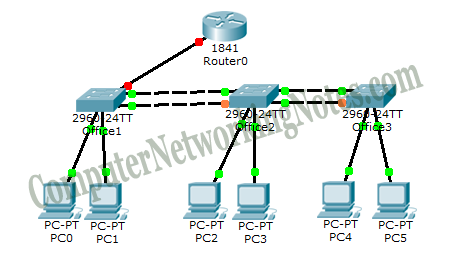 1841
Router0
2960-24TT
Office1
2960-24TT
Office2
2960-24TT
Office3
PC-PT
PC0
PC-PT
PC1
PC-PT
PC2
PC-PT
PC3
PC-PT
PC4
PC-PT
PC5
ComputerNetworkingNotes.com